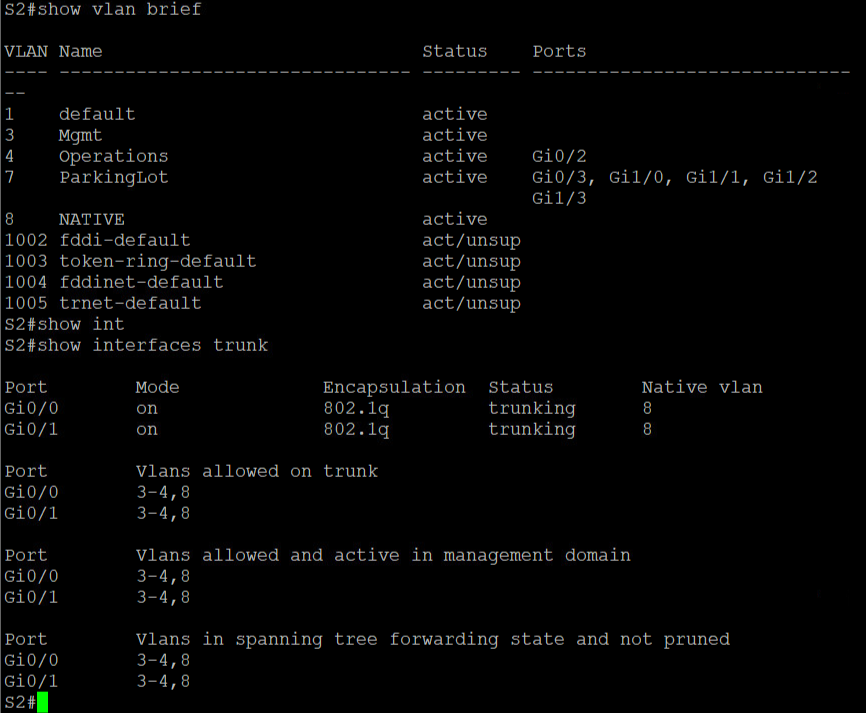 S2#show vlan brief
VLAN Name                             Status    Ports
---- -------------------------------- --------- -----------------------------
--
1    default                          active
3    Mgmt                             active
4    Operations                       active    Gi0/2
7    ParkingLot                       active    Gi0/3, Gi1/0, Gi1/1, Gi1/2
                                                Gi1/3
8    NATIVE                           active
1002 fddi-default                     act/unsup
1003 token-ring-default               act/unsup
1004 fddinet-default                  act/unsup
1005 trnet-default                    act/unsup
S2#show int
S2#show interfaces trunk
Port        Mode             Encapsulation  Status        Native vlan
Gi0/0       on               802.1q         trunking      8
Gi0/1       on               802.1q         trunking      8
Port        Vlans allowed on trunk
Gi0/0       3-4,8
Gi0/1       3-4,8
Port        Vlans allowed and active in management domain
Gi0/0       3-4,8
Gi0/1       3-4,8
Port        Vlans in spanning tree forwarding state and not pruned
Gi0/0       3-4,8
Gi0/1       3-4,8
S2#